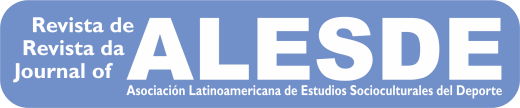 Revista de
Revista da
Journal of
ALESDE
Asociación Latinoamericana de Estudios Socioculturales del Deporte